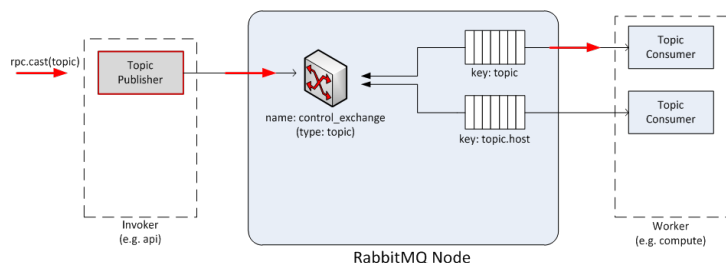 rpc.cast(topic)
Topic
Publisher
name: control_exchange
(type: topic)
key: topic
key: topic.host
Topic
Consumer
Topic
Consumer
Invoker
(e.g. api)
Worker
(e.g. compute)
RabbitMQ Node